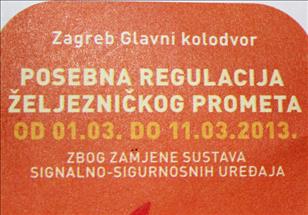 Zagreb Glavni kolodvor
POSEBNA REGULACIJA
ŽELJEZNIČKOG PROMETA
OD 01.03. DO 11.03.2013.
ZBOG ZAMJENE SUSTAVA
SIGNALNO-SIGURNOSNIH UREĐAJA